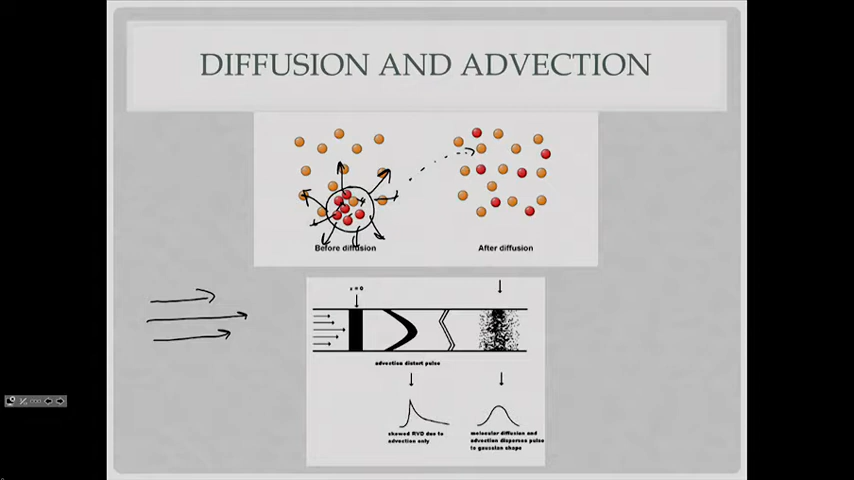 DIFFUSION AND ADVECTION
Before diffusion
After diffusion
advection distort pulse
skewed RVD due to
advection only
molecular diffusion and
advection disperses pulse
to gaussian shape